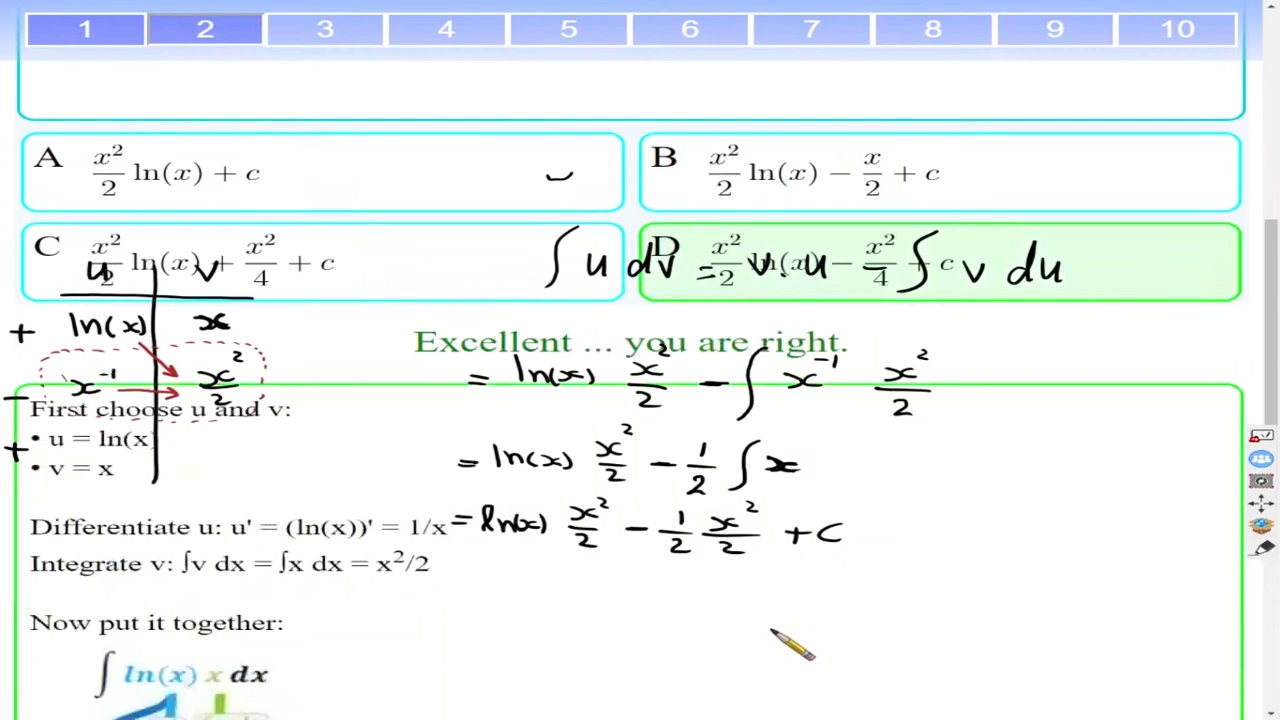 1 2 3 4 5 6 7 8 9 10
A x²/2 ln(x) + c
B x²/2 ln(x) − x/2 + c
C x²/2 ln(x) + x²/4 + c
D x²/2 ln(x) − x²/4 + c
∫ u dv = v. u − ∫ v du
u v
+ ln(x) x
− x⁻¹ x²/2
+
Excellent ... you are right.
= ln(x) x²/2 − ∫ x⁻¹ x²/2
= ln(x) x²/2 − 1/2 ∫ x
= ln(x) x²/2 − 1/2 x²/2 + C
First choose u and v:
• u = ln(x)
• v = x
Differentiate u: u' = (ln(x))' = 1/x
Integrate v: ∫v dx = ∫x dx = x²/2
Now put it together:
∫ ln(x) x dx